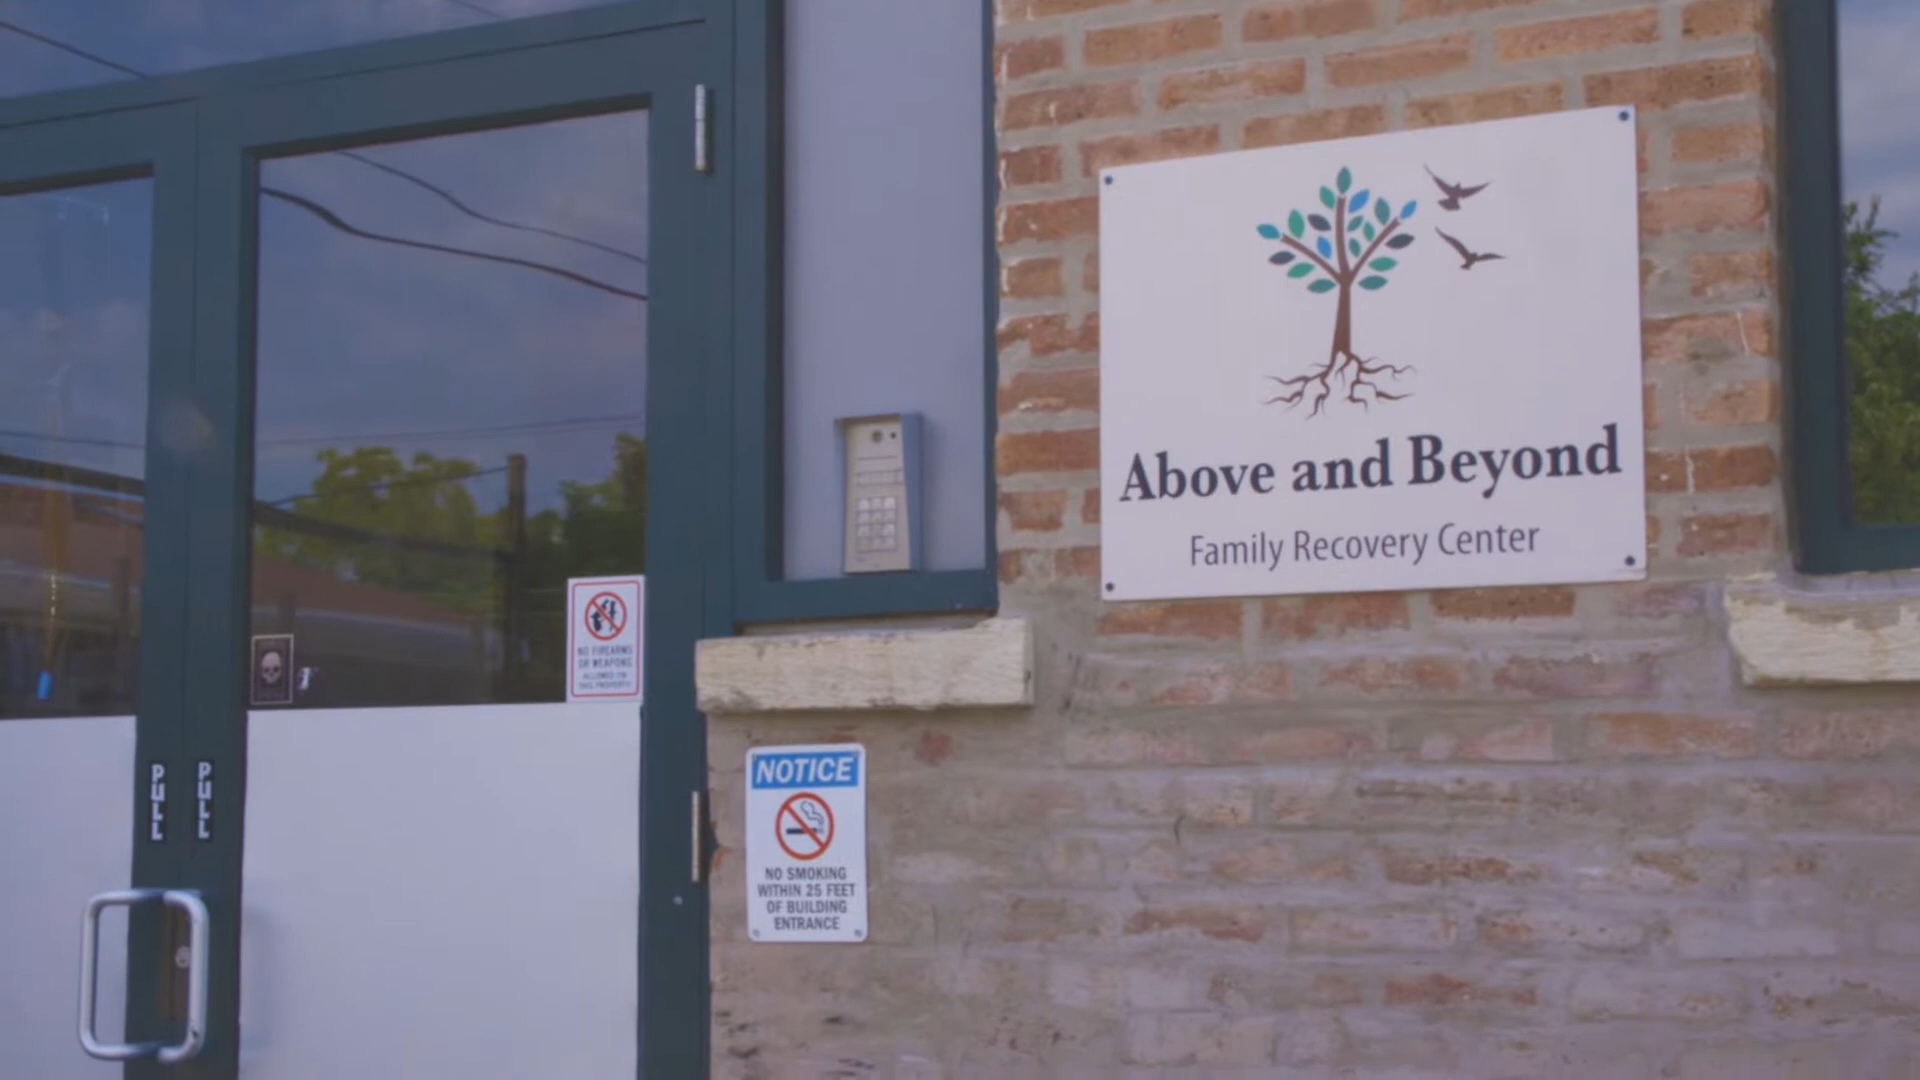 Above and Beyond
Family Recovery Center
NO FIREARMS
OR WEAPONS
ALLOWED ON
THIS PROPERTY
PULL
PULL
NOTICE
NO SMOKING
WITHIN 25 FEET
OF BUILDING
ENTRANCE